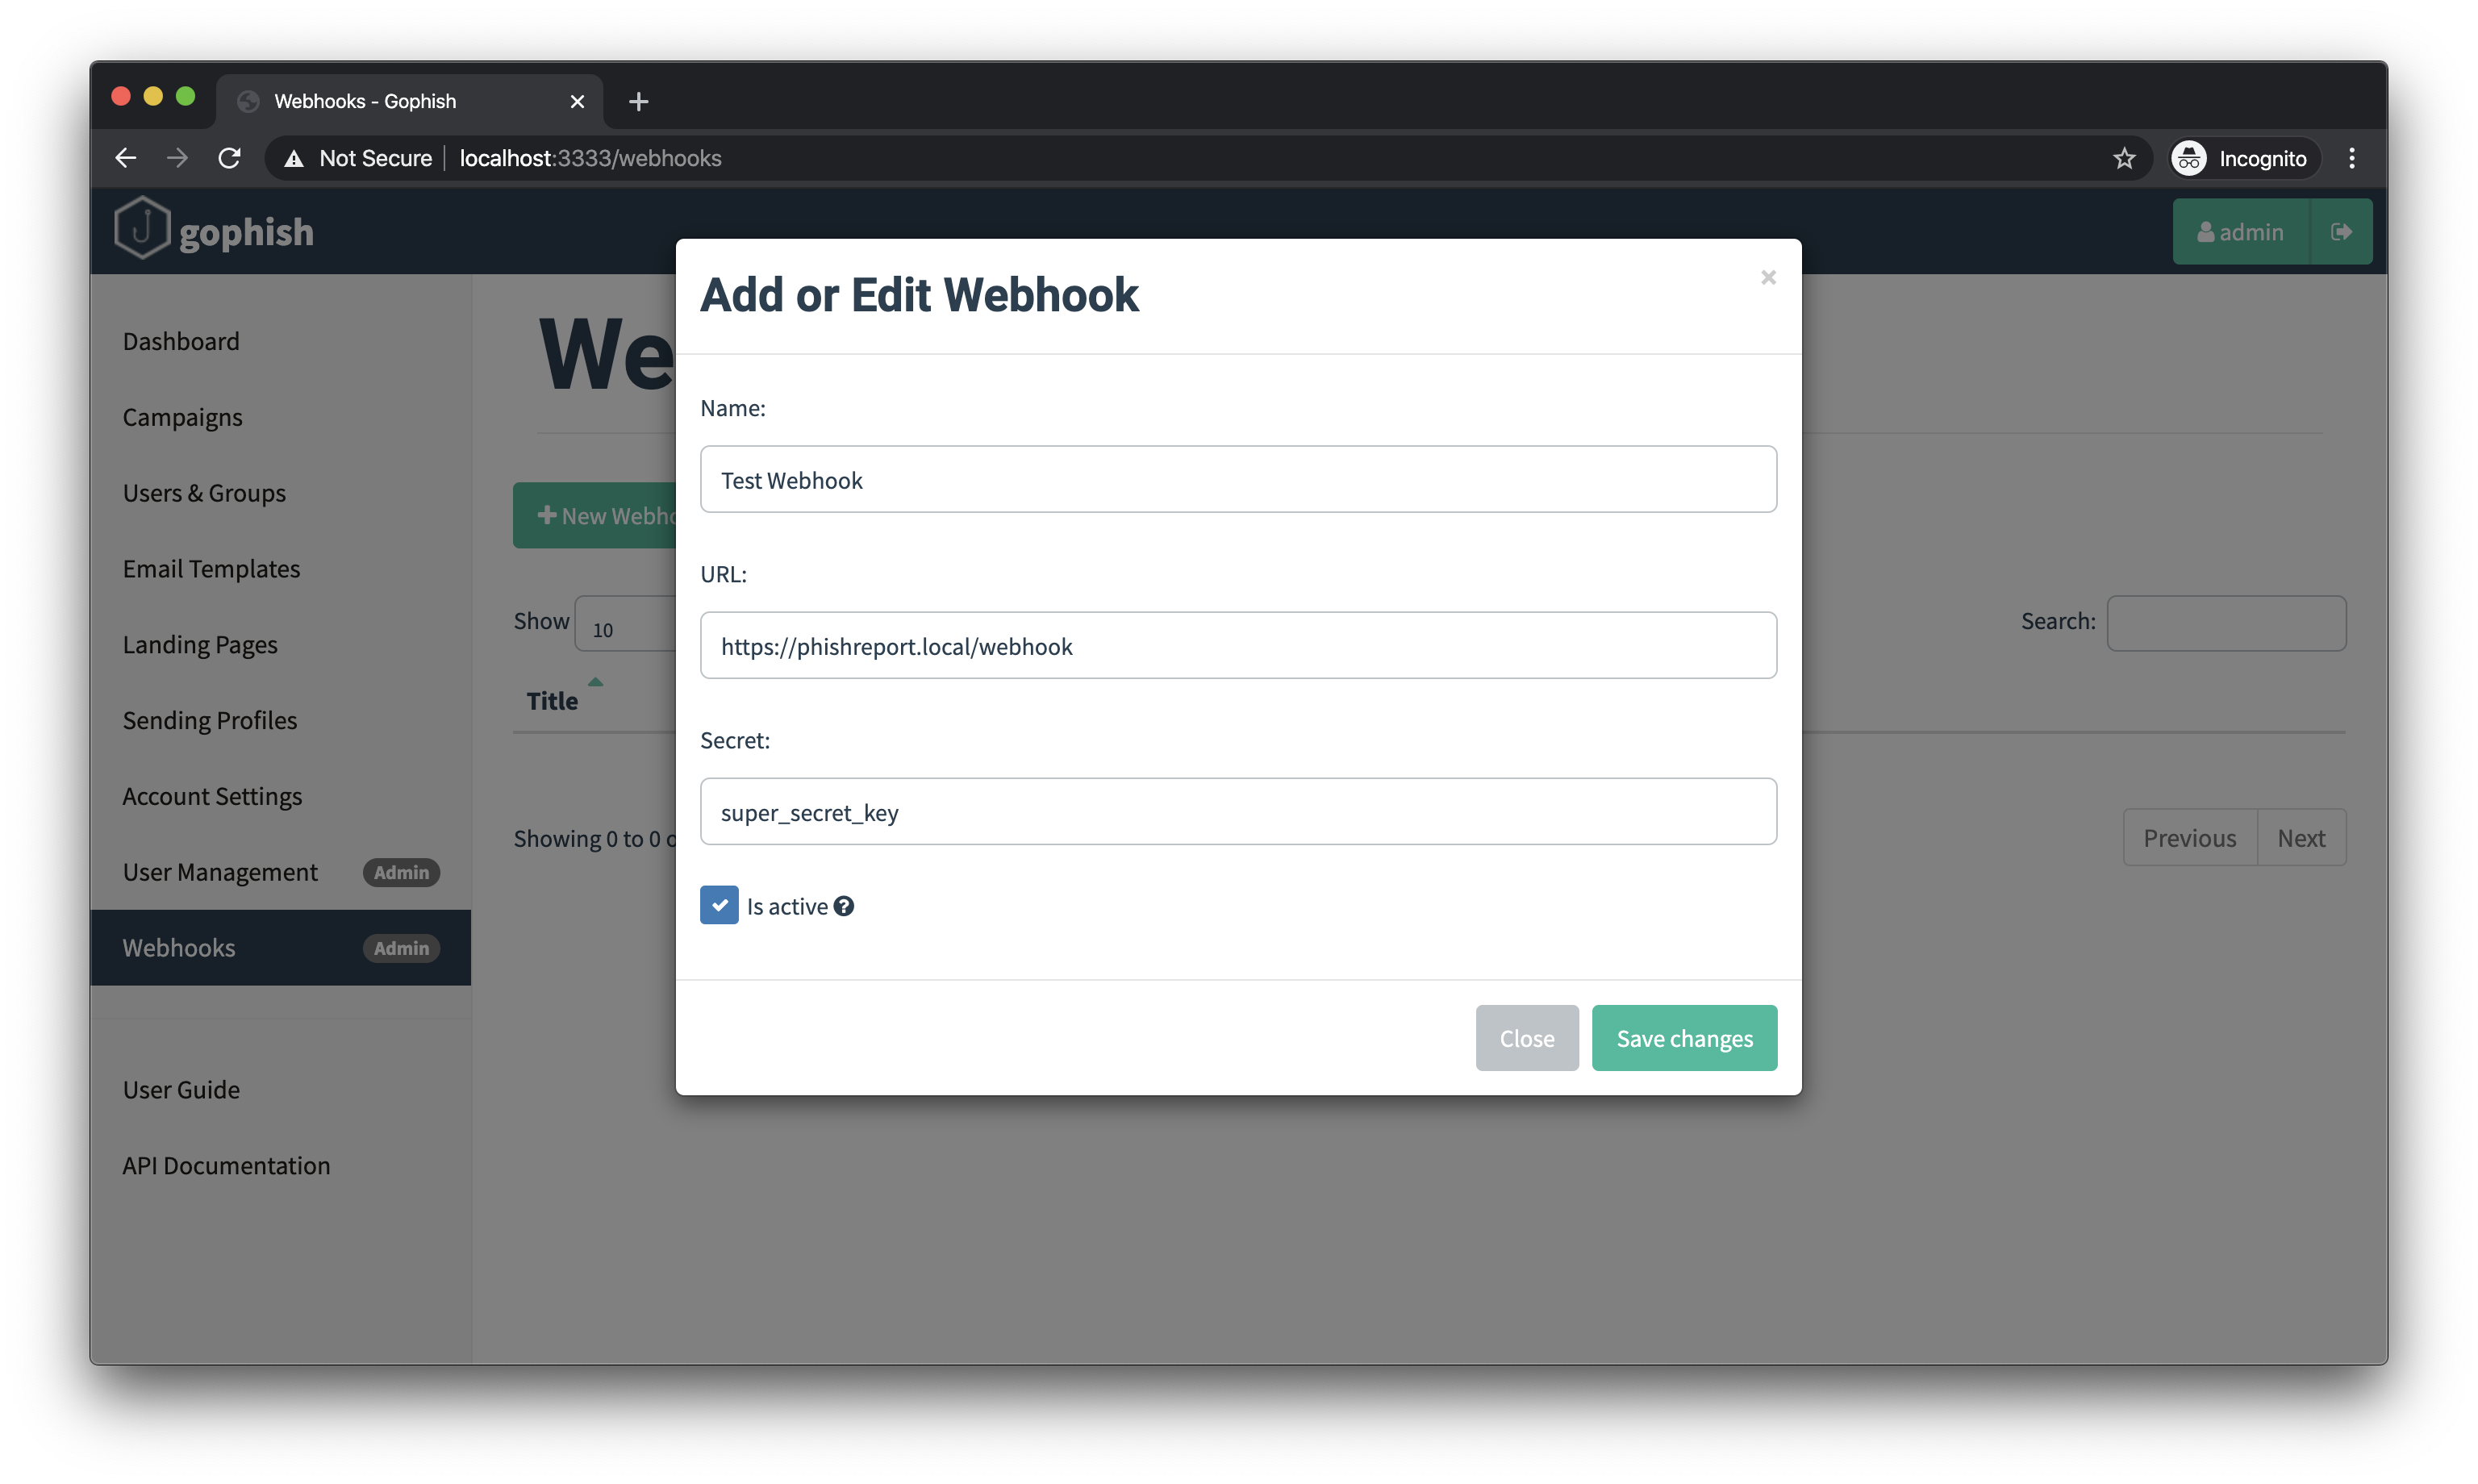 Webhooks - Gophish
Not Secure localhost:3333/webhooks
Incognito
gophish
admin
Dashboard
Campaigns
Users & Groups
Email Templates
Landing Pages
Sending Profiles
Account Settings
User Management Admin
Webhooks Admin
User Guide
API Documentation
We
New Webho
Show 10
Search:
Title
Showing 0 to 0 o
Previous Next
Add or Edit Webhook
Name:
Test Webhook
URL:
https://phishreport.local/webhook
Secret:
super_secret_key
Is active
Close Save changes